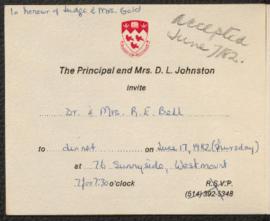 In honour of Judge & Mrs. Gold
Accepted
June 7/82.
The Principal and Mrs. D. L. Johnston
invite
Dr. & Mrs. R. E. Bell
to dinner on June 17, 1982 (Thursday)
at 76 Sunnyside, Westmount
7/for 7.30 o'clock R.S.V.P.
(514) 392-5348